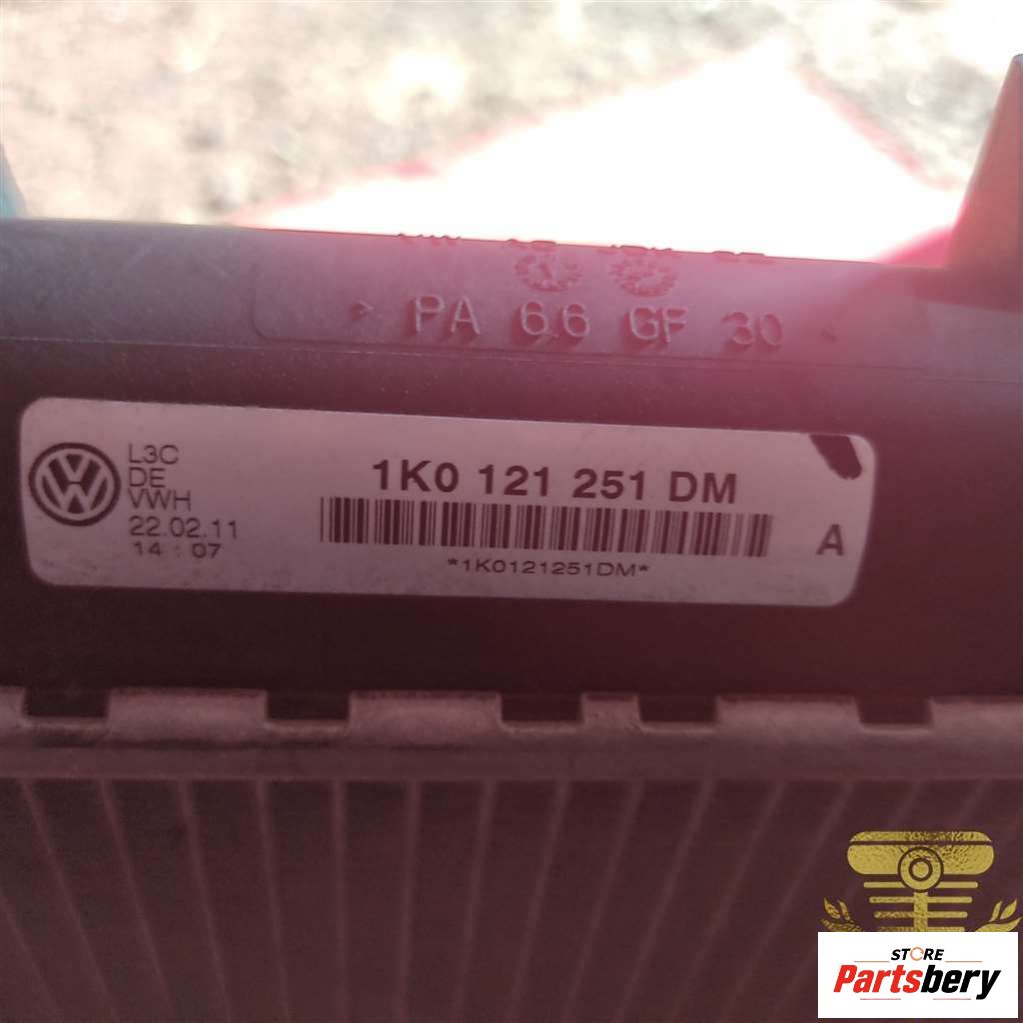 > PA 6.6 GF 30 <
L3C
DE
VWH
22.02.11
14 : 07
1K0 121 251 DM
*1K0121251DM*
A
STORE
Partsbery